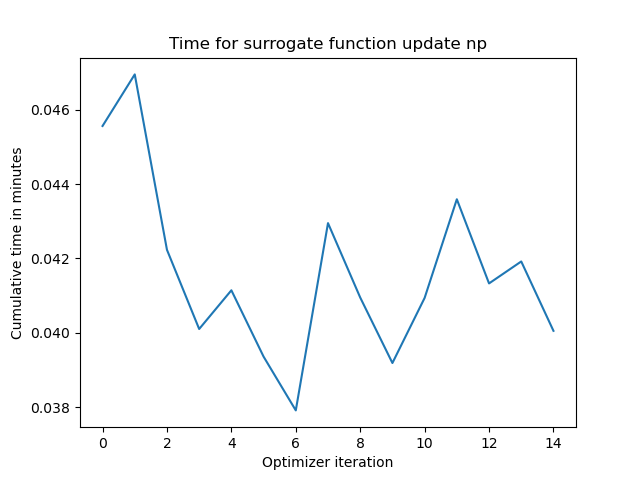 Time for surrogate function update np
Cumulative time in minutes
0.046
0.044
0.042
0.040
0.038
0 2 4 6 8 10 12 14
Optimizer iteration